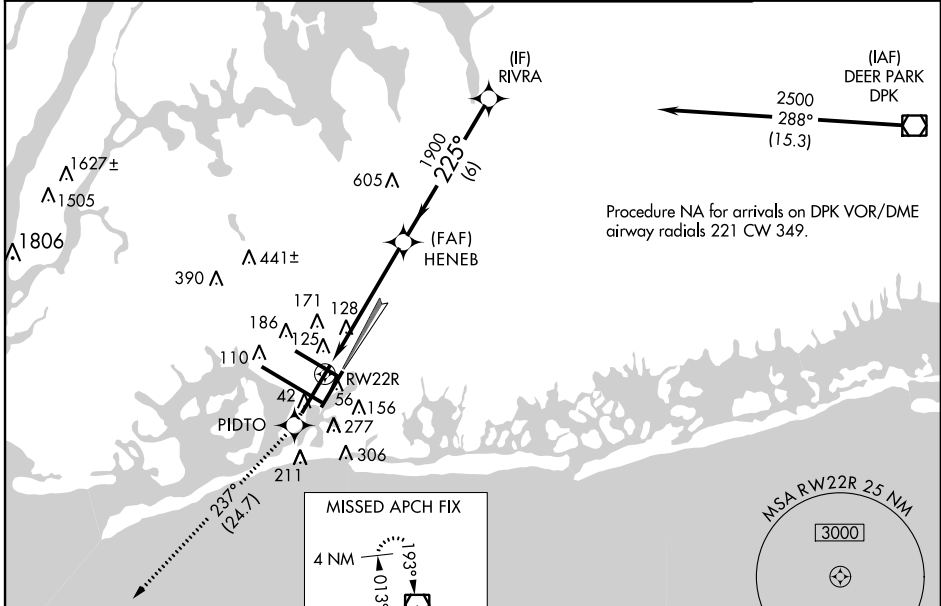 (IF)
RIVRA
(IAF)
DEER PARK
DPK
2500
288°
(15.3)
1900
225°
(6)
1627±
1505
605
Procedure NA for arrivals on DPK VOR/DME
airway radials 221 CW 349.
1806
(FAF)
HENEB
441±
390
171
128
186
125
110
RW22R
42
56
156
PIDTO
277
306
211
237°
(24.7)
MISSED APCH FIX
4 NM
193°
013°
MSA RW22R 25 NM
3000